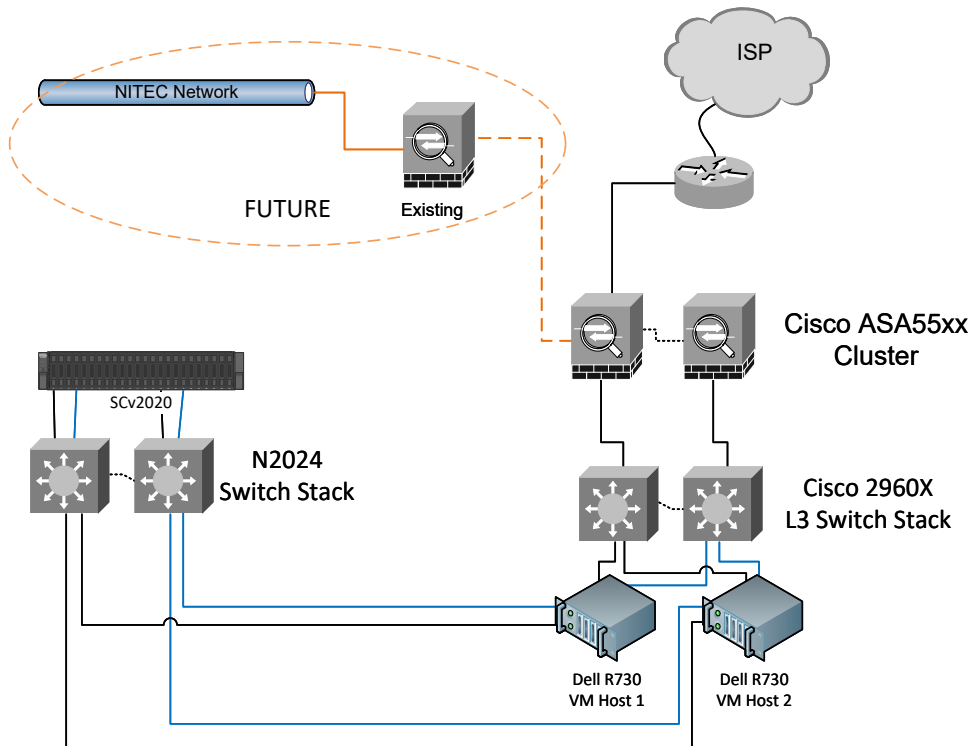 ISP
NITEC Network
FUTURE
Existing
Cisco ASA55xx
Cluster
SCv2020
N2024
Switch Stack
Cisco 2960X
L3 Switch Stack
Dell R730
VM Host 1
Dell R730
VM Host 2